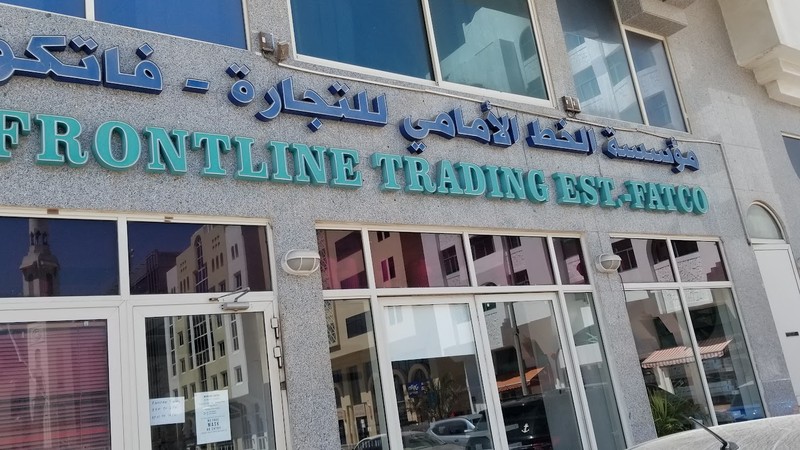 مؤسسة الخط الأمامي للتجارة - فاتكو
FRONTLINE TRADING EST.-FATCO